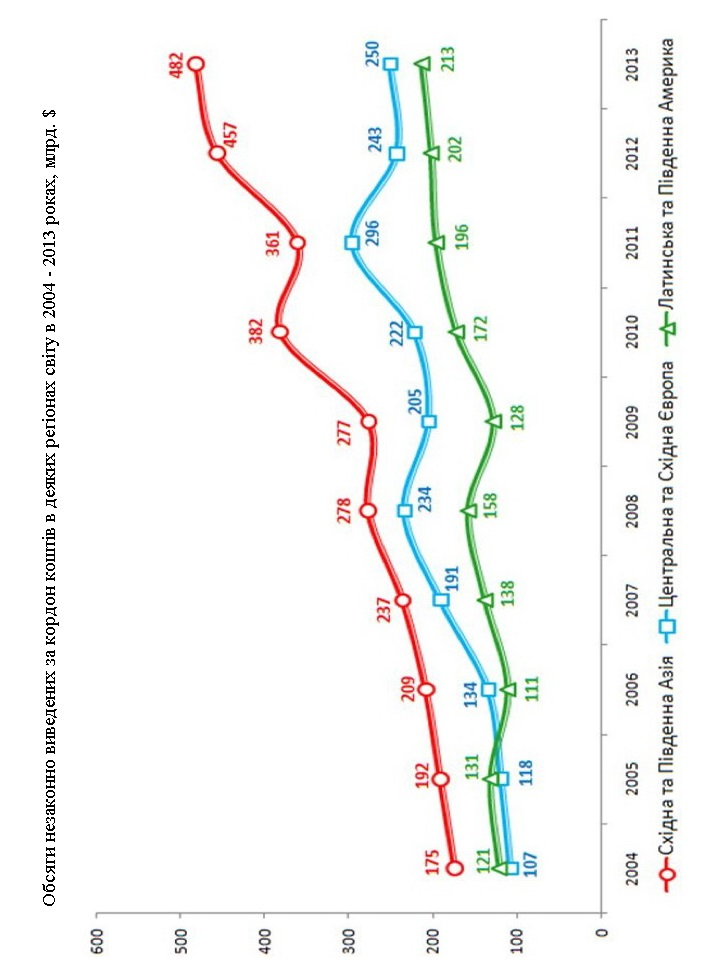 Обсяги незаконно виведених за кордон коштів в деяких регіонах світу в 2004 - 2013 роках, млрд. $
600
500
400
300
200
100
0
175 192 209 237 278 277 382 361 457 482
107 118 134 191 234 205 222 296 243 250
121 131 111 138 158 128 172 196 202 213
2004 2005 2006 2007 2008 2009 2010 2011 2012 2013
Східна та Південна Азія Центральна та Східна Європа Латинська та Південна Америка